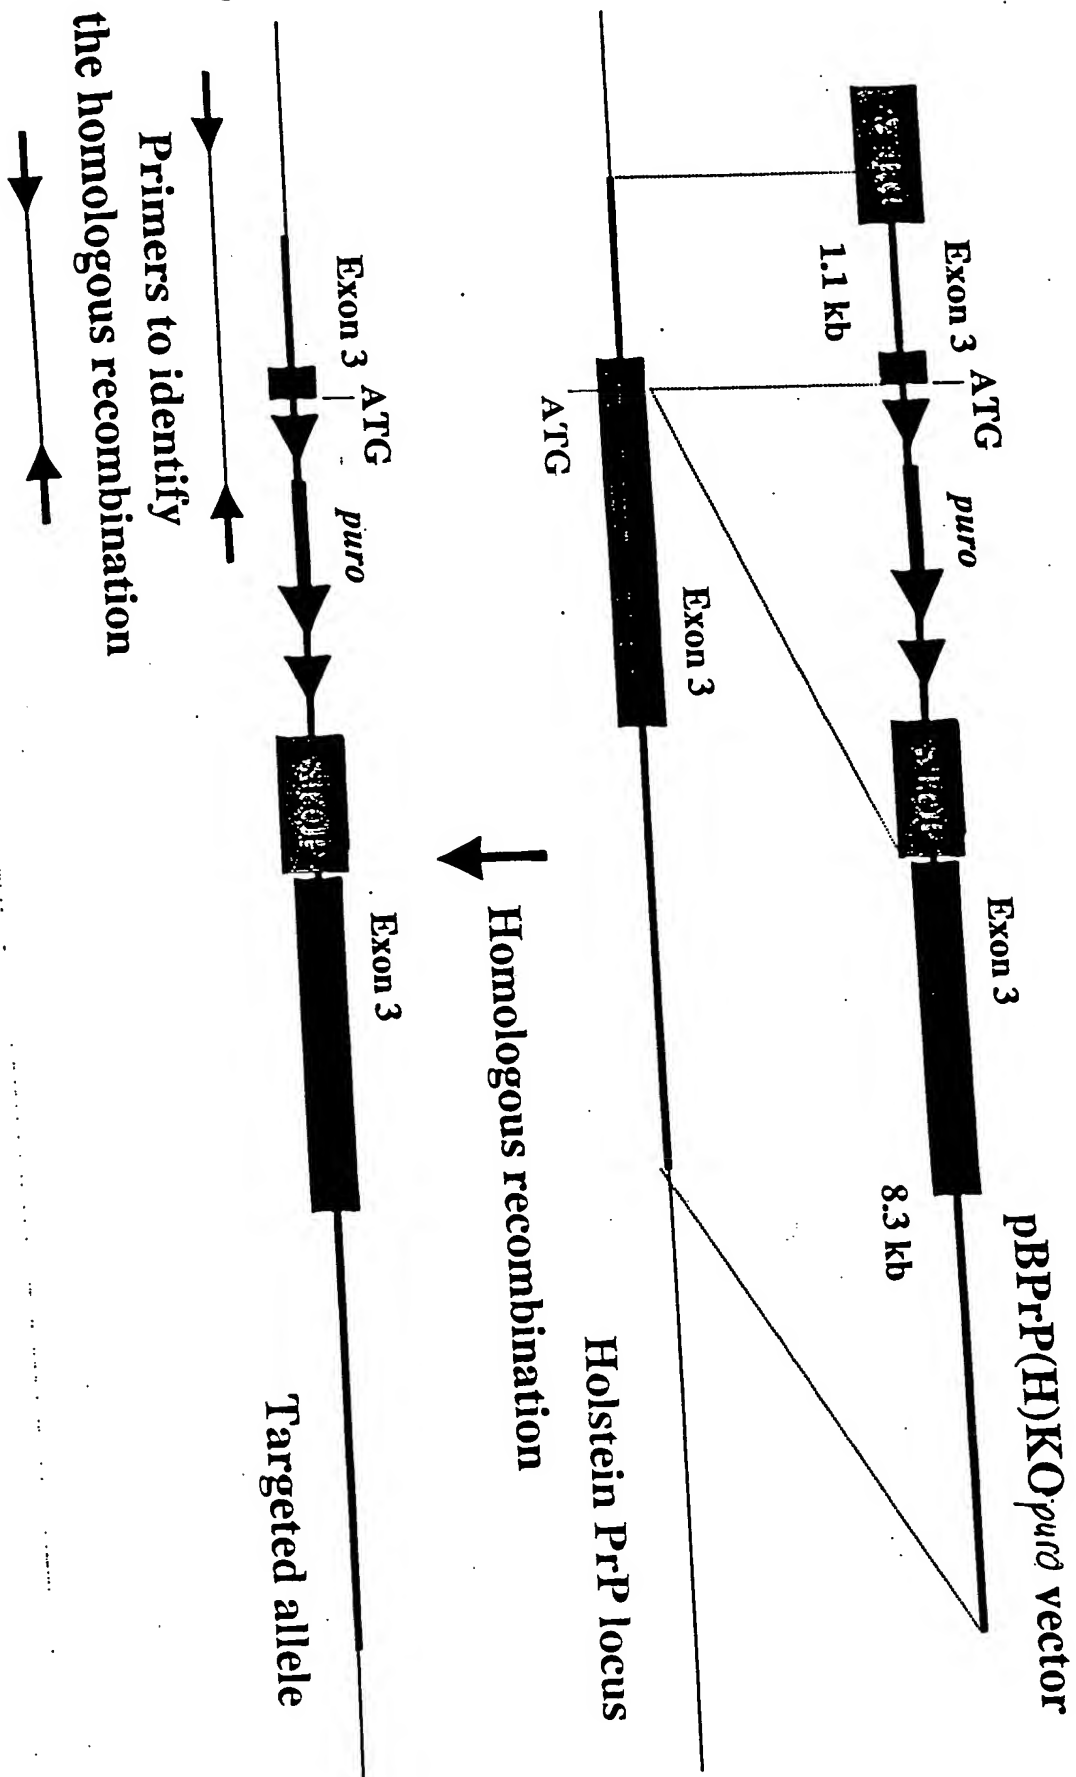 pBPrP(H)KOpuro vector
Exon 3
ATG
puro
Exon 3
1.1 kb
8.3 kb
Exon 3
ATG
Holstein PrP locus
Homologous recombination
Exon 3
ATG
puro
STOP
Exon 3
Targeted allele
Primers to identify
the homologous recombination